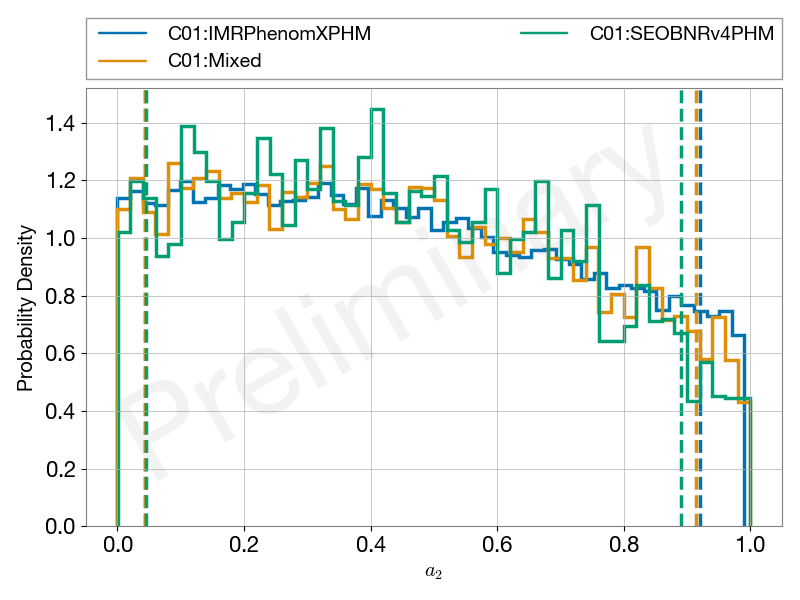 C01:IMRPhenomXPHM
C01:Mixed
C01:SEOBNRv4PHM
Probability Density
1.4
1.2
1.0
0.8
0.6
0.4
0.2
0.0
Preliminary
0.0 0.2 0.4 0.6 0.8 1.0
a₂